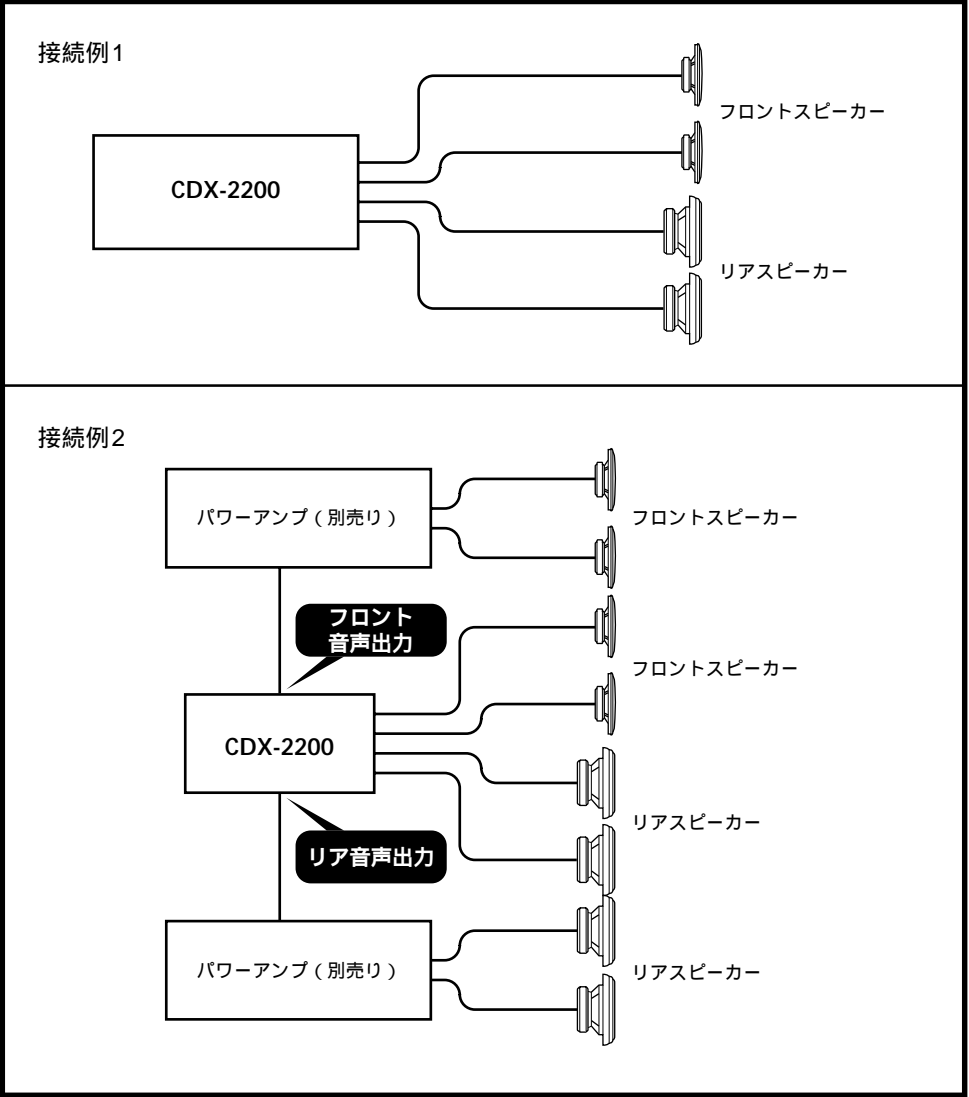 接続例1
フロントスピーカー
CDX-2200
リアスピーカー
接続例2
パワーアンプ（別売り）
フロントスピーカー
フロント
音声出力
フロントスピーカー
CDX-2200
リアスピーカー
リア音声出力
パワーアンプ（別売り）
リアスピーカー